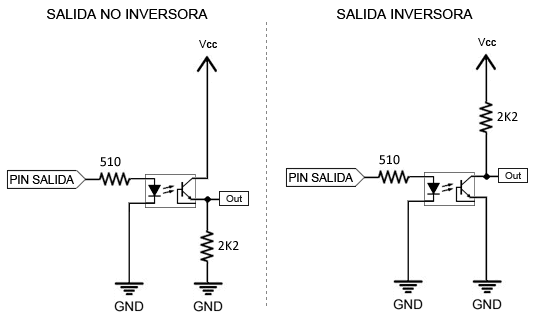 SALIDA NO INVERSORA
Vcc
510
PIN SALIDA
Out
2K2
GND
GND
SALIDA INVERSORA
Vcc
2K2
510
PIN SALIDA
Out
GND
GND